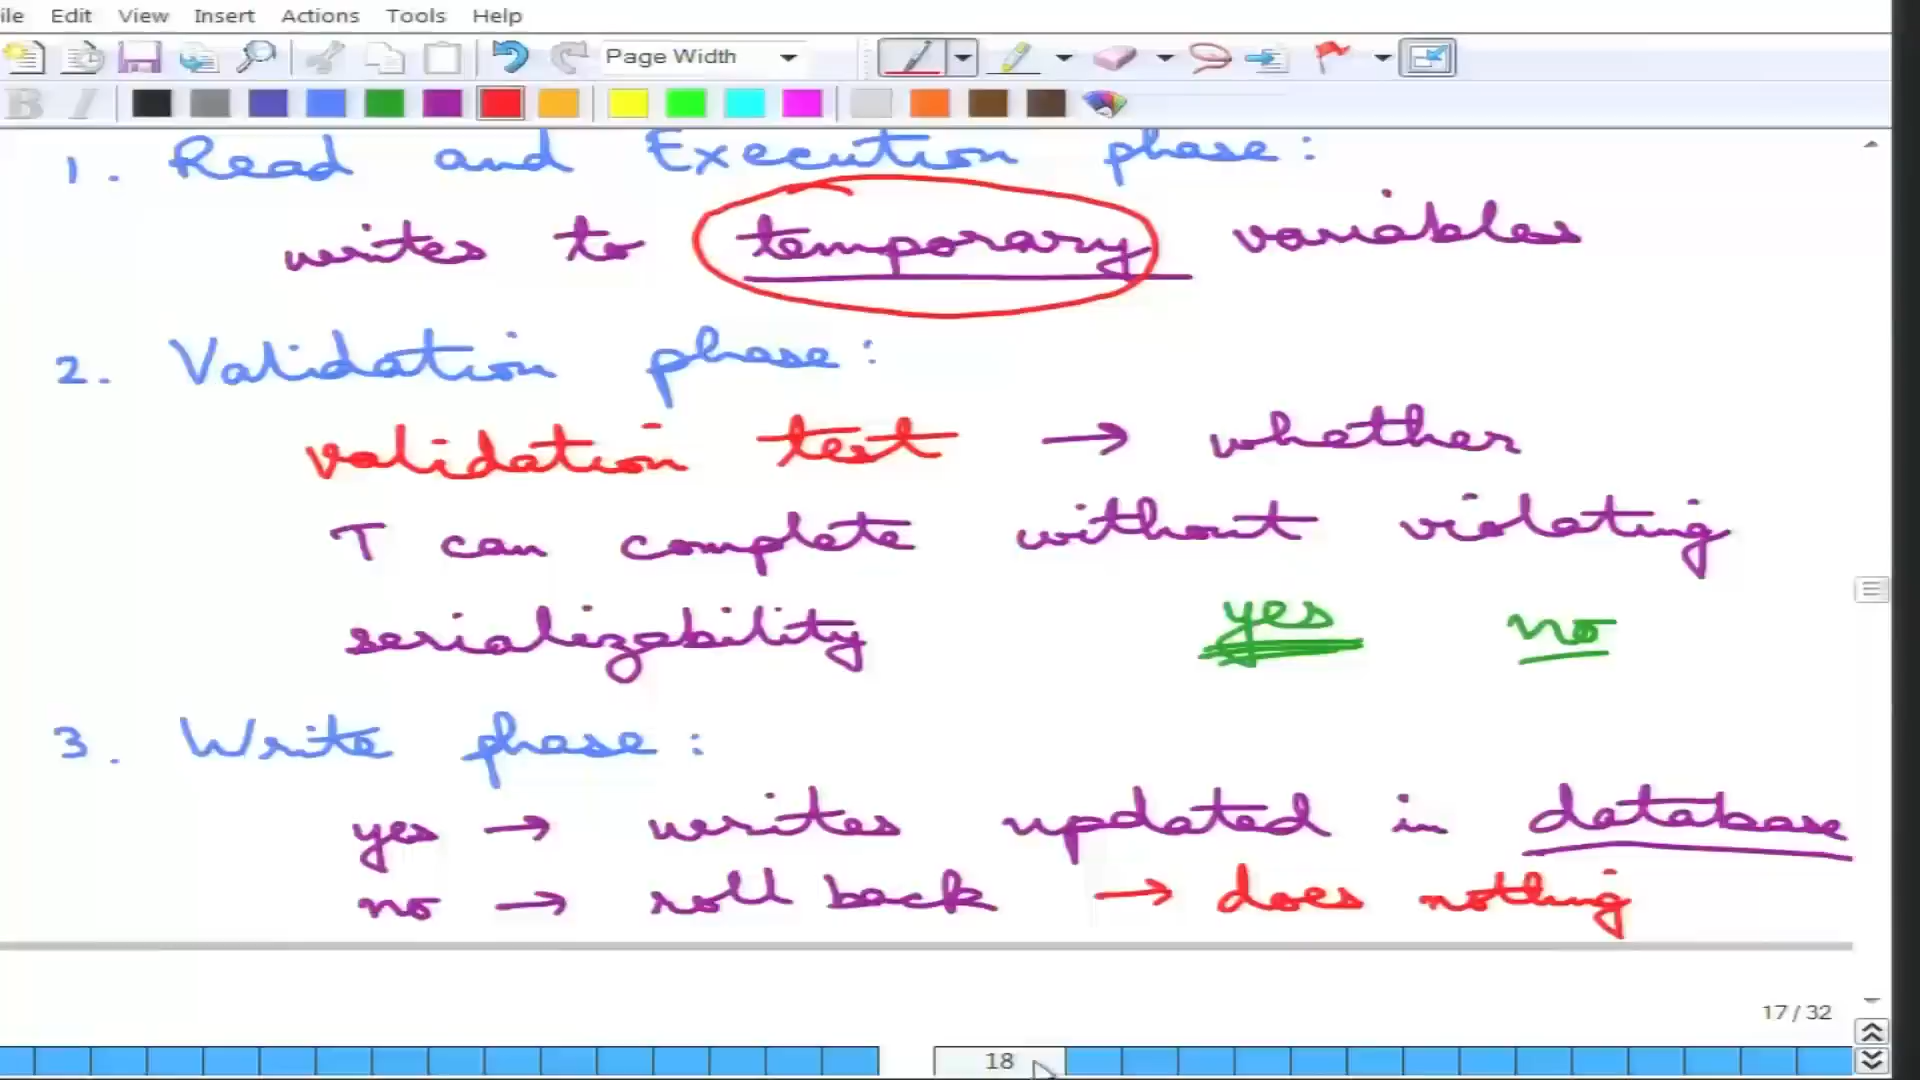 ile Edit View Insert Actions Tools Help
Page Width
B I
1. Read and Execution phase:
writes to temporary variables
2. Validation phase:
validation test → whether
T can complete without violating
serializability yes no
3. Write phase:
yes → writes updated in database
no → roll back → does nothing
17 / 32
18